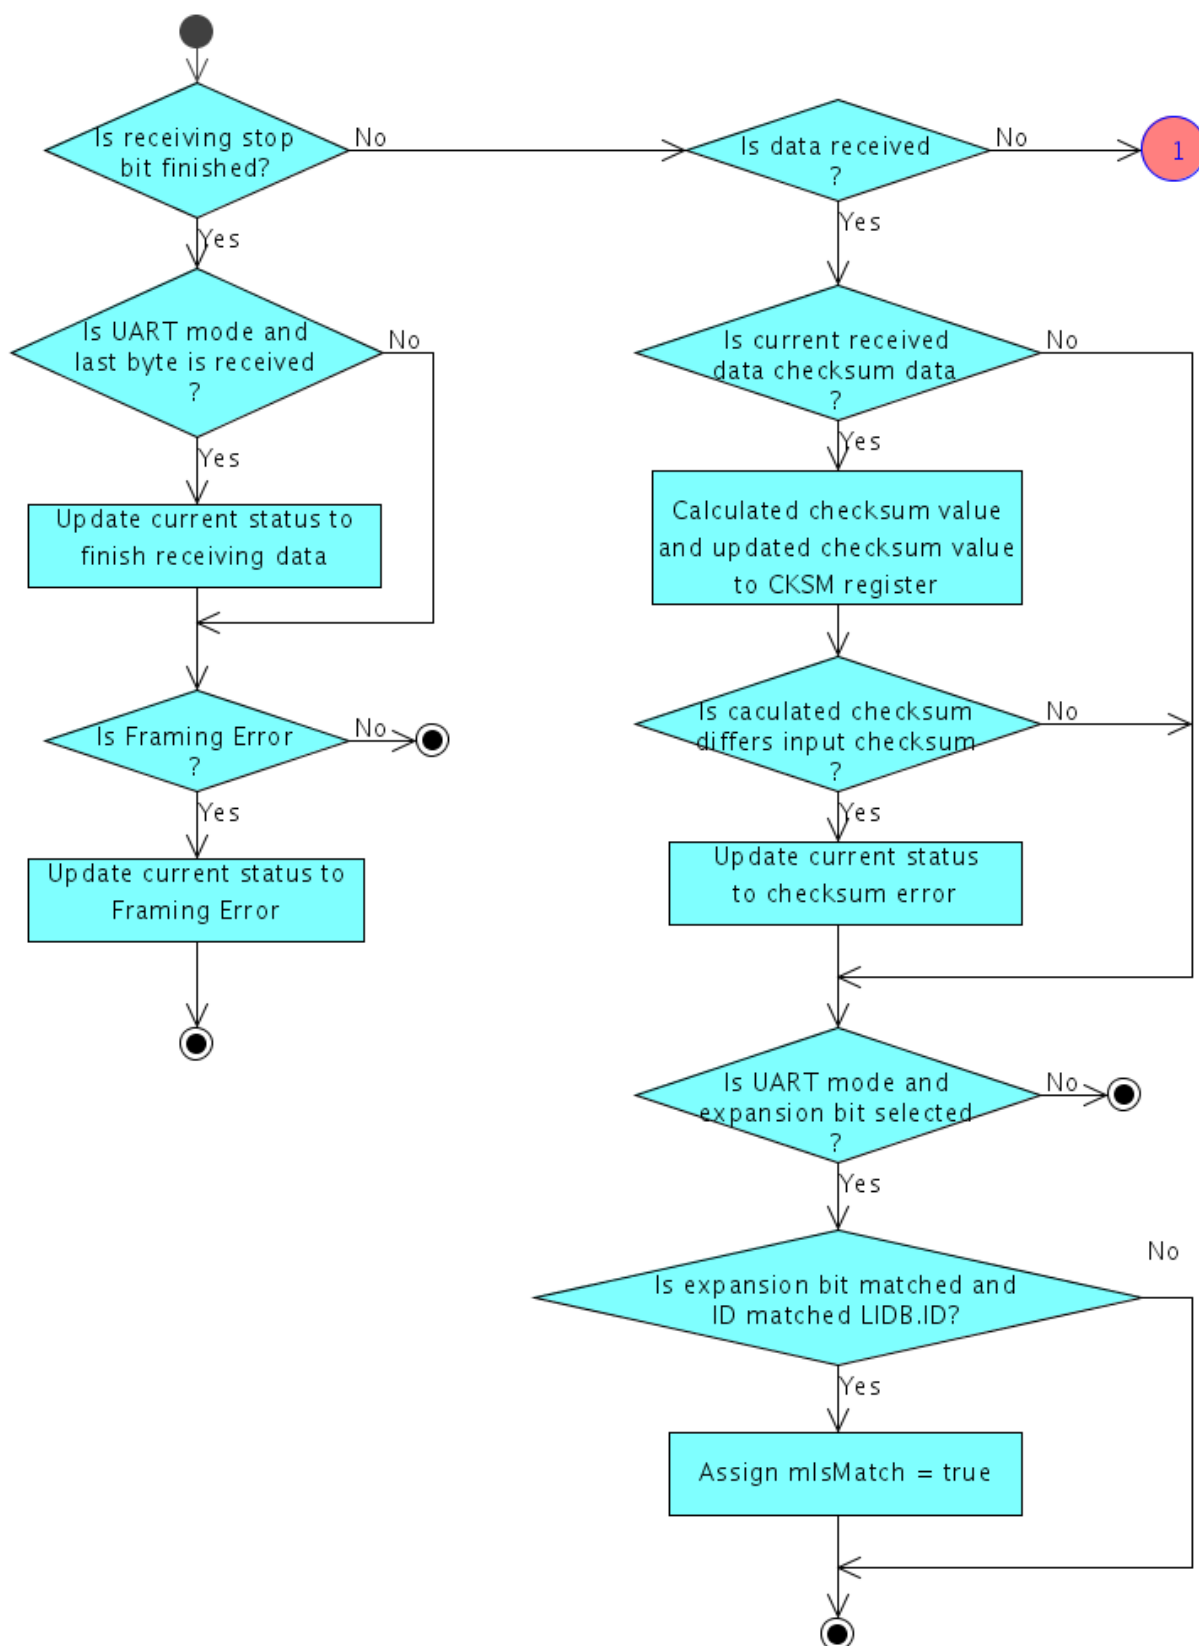 Is receiving stop
bit finished?
No
Yes
Is UART mode and
last byte is received
?
No
Yes
Update current status to
finish receiving data
Is Framing Error
?
No
Yes
Update current status to
Framing Error
Is data received
?
No
1
Yes
Is current received
data checksum data
?
No
Yes
Calculated checksum value
and updated checksum value
to CKSM register
Is caculated checksum
differs input checksum
?
No
Yes
Update current status
to checksum error
Is UART mode and
expansion bit selected
?
No
Yes
Is expansion bit matched and
ID matched LIDB.ID?
No
Yes
Assign mIsMatch = true